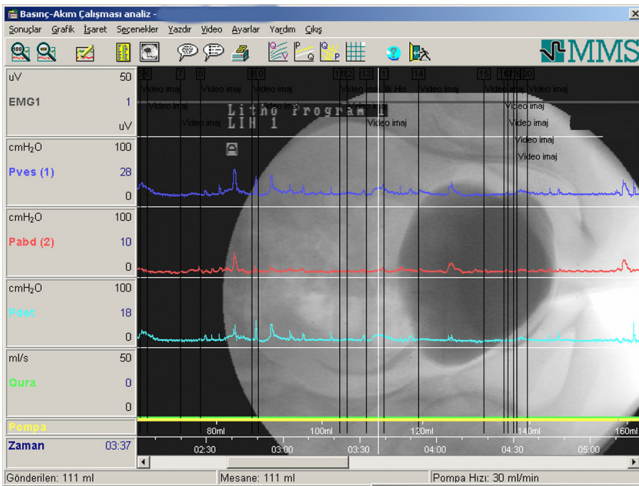 Basınç-Akım Çalışması analiz -
Sonuçlar Grafik İşaret Seçenekler Yazdır Video Ayarlar Yardım Çıkış
MMS
uV 50
EMG1 1
uV
Video imaj Video imaj Video imaj Video imaj
Video imaj Video imaj Video imaj
Video imaj
Video imaj
Litho Program 1
LIH 1
cmH2O 100
Pves (1) 28
0
cmH2O 100
Pabd (2) 10
0
cmH2O 100
Pdet 18
0
ml/s 50
Qura 0
0
Pompa
80ml 100ml 120ml 140ml 160ml
Zaman 03:37
02:30 03:00 03:30 04:00 04:30 05:00
Gönderilen: 111 ml Mesane: 111 ml Pompa Hızı: 30 ml/min